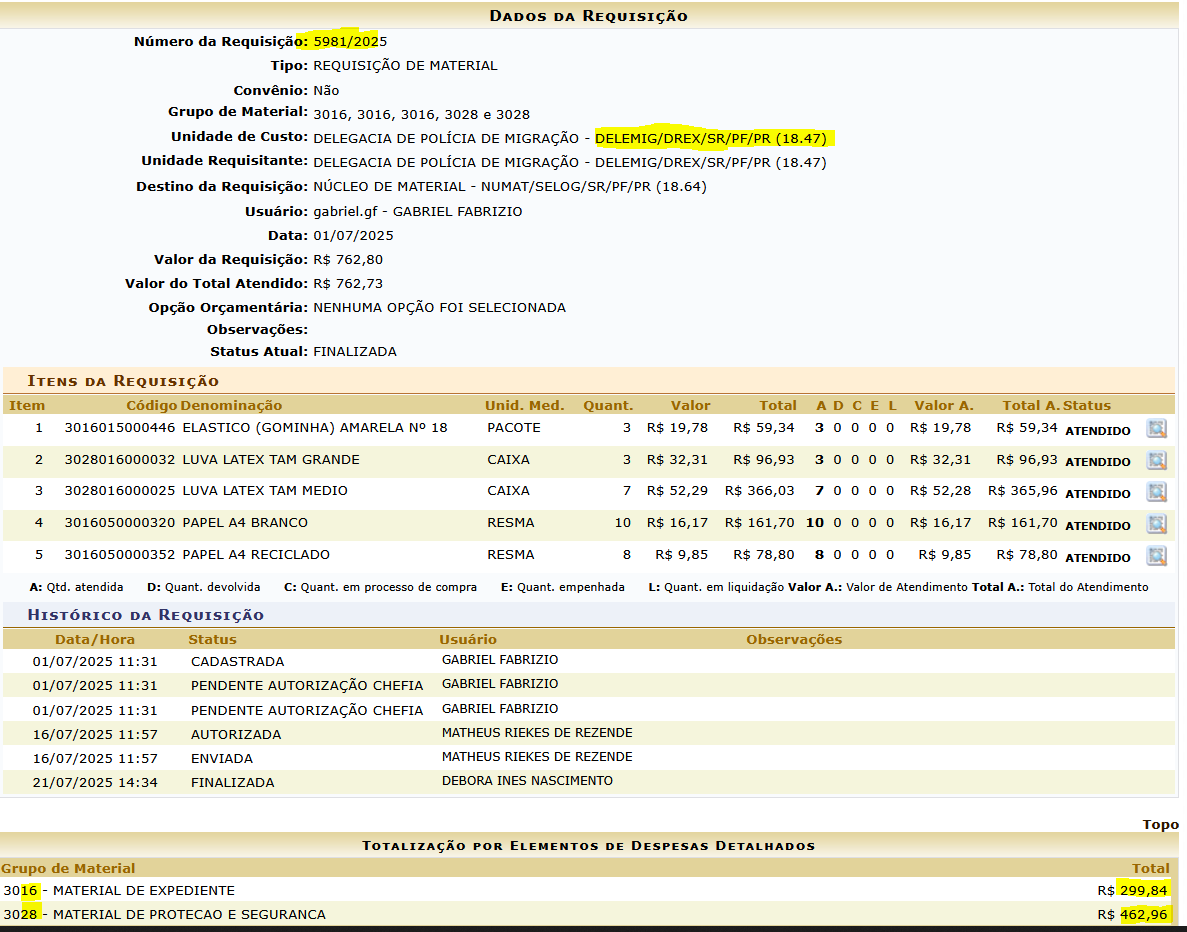 Dados da Requisição
Número da Requisição: 5981/2025
Tipo: REQUISIÇÃO DE MATERIAL
Convênio: Não
Grupo de Material: 3016, 3016, 3016, 3028 e 3028
Unidade de Custo: DELEGACIA DE POLÍCIA DE MIGRAÇÃO - DELEMIG/DREX/SR/PF/PR (18.47)
Unidade Requisitante: DELEGACIA DE POLÍCIA DE MIGRAÇÃO - DELEMIG/DREX/SR/PF/PR (18.47)
Destino da Requisição: NÚCLEO DE MATERIAL - NUMAT/SELOG/SR/PF/PR (18.64)
Usuário: gabriel.gf - GABRIEL FABRIZIO
Data: 01/07/2025
Valor da Requisição: R$ 762,80
Valor do Total Atendido: R$ 762,73
Opção Orçamentária: NENHUMA OPÇÃO FOI SELECIONADA
Observações:
Status Atual: FINALIZADA
Itens da Requisição
Item Código Denominação Unid. Med. Quant. Valor Total A D C E L Valor A. Total A. Status
1 3016015000446 ELASTICO (GOMINHA) AMARELA Nº 18 PACOTE 3 R$ 19,78 R$ 59,34 3 0 0 0 0 R$ 19,78 R$ 59,34 ATENDIDO
2 3028016000032 LUVA LATEX TAM GRANDE CAIXA 3 R$ 32,31 R$ 96,93 3 0 0 0 0 R$ 32,31 R$ 96,93 ATENDIDO
3 3028016000025 LUVA LATEX TAM MEDIO CAIXA 7 R$ 52,29 R$ 366,03 7 0 0 0 0 R$ 52,28 R$ 365,96 ATENDIDO
4 3016050000320 PAPEL A4 BRANCO RESMA 10 R$ 16,17 R$ 161,70 10 0 0 0 0 R$ 16,17 R$ 161,70 ATENDIDO
5 3016050000352 PAPEL A4 RECICLADO RESMA 8 R$ 9,85 R$ 78,80 8 0 0 0 0 R$ 9,85 R$ 78,80 ATENDIDO
A: Qtd. atendida D: Quant. devolvida C: Quant. em processo de compra E: Quant. empenhada L: Quant. em liquidação Valor A.: Valor de Atendimento Total A.: Total do Atendimento
Histórico da Requisição
Data/Hora Status Usuário Observações
01/07/2025 11:31 CADASTRADA GABRIEL FABRIZIO
01/07/2025 11:31 PENDENTE AUTORIZAÇÃO CHEFIA GABRIEL FABRIZIO
01/07/2025 11:31 PENDENTE AUTORIZAÇÃO CHEFIA GABRIEL FABRIZIO
16/07/2025 11:57 AUTORIZADA MATHEUS RIEKES DE REZENDE
16/07/2025 11:57 ENVIADA MATHEUS RIEKES DE REZENDE
21/07/2025 14:34 FINALIZADA DEBORA INES NASCIMENTO
Topo
Totalização por Elementos de Despesas Detalhados
Grupo de Material Total
3016 - MATERIAL DE EXPEDIENTE R$ 299,84
3028 - MATERIAL DE PROTECAO E SEGURANCA R$ 462,96